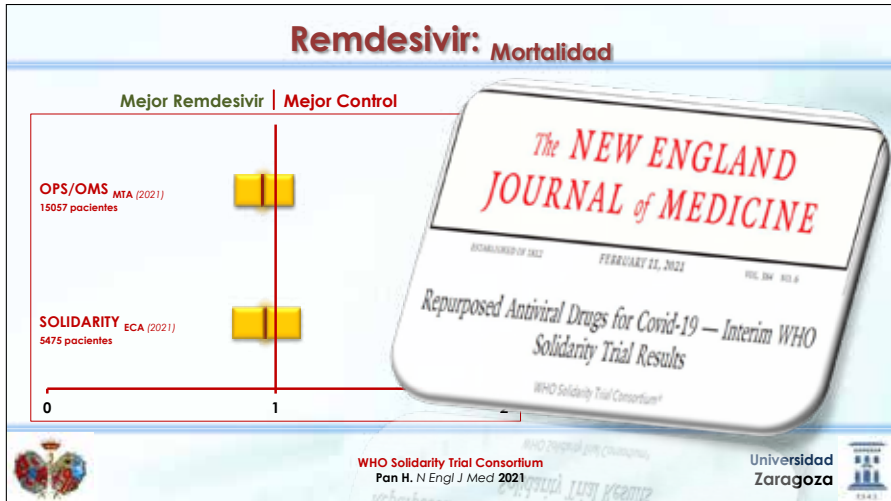 Remdesivir: Mortalidad
Mejor Remdesivir | Mejor Control
OPS/OMS MTA (2021)
15057 pacientes
SOLIDARITY ECA (2021)
5475 pacientes
0 1 2
The NEW ENGLAND
JOURNAL of MEDICINE
ESTABLISHED IN 1812 FEBRUARY 11, 2021 VOL. 384 NO. 6
Repurposed Antiviral Drugs for Covid-19 — Interim WHO
Solidarity Trial Results
WHO Solidarity Trial Consortium*
WHO Solidarity Trial Consortium
Pan H. N Engl J Med 2021
Universidad
Zaragoza
1542